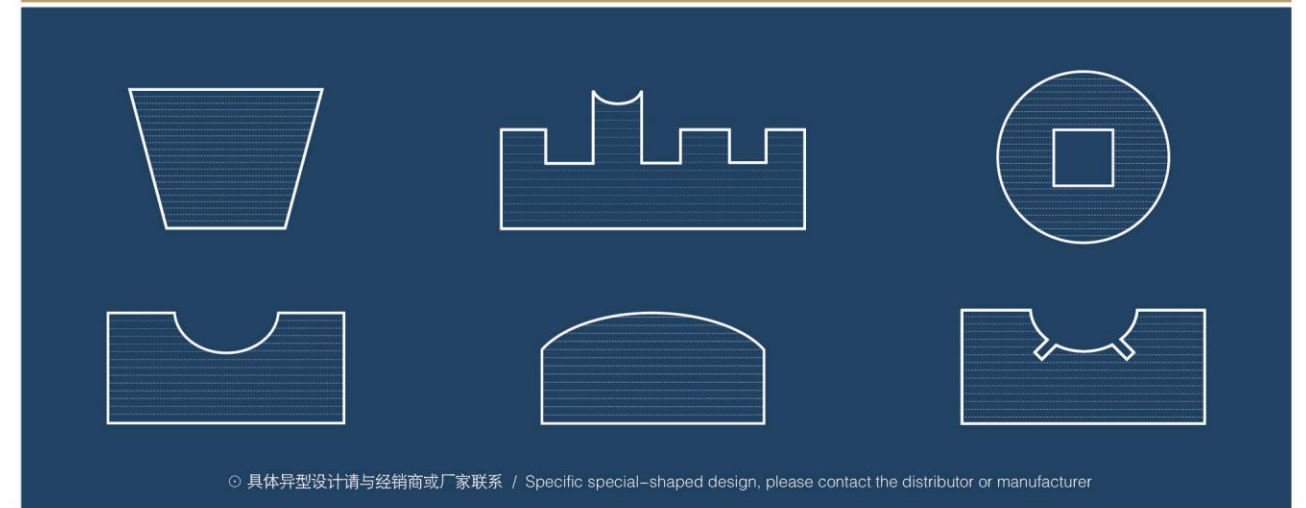 ⊙ 具体异型设计请与经销商或厂家联系 / Specific special-shaped design, please contact the distributor or manufacturer